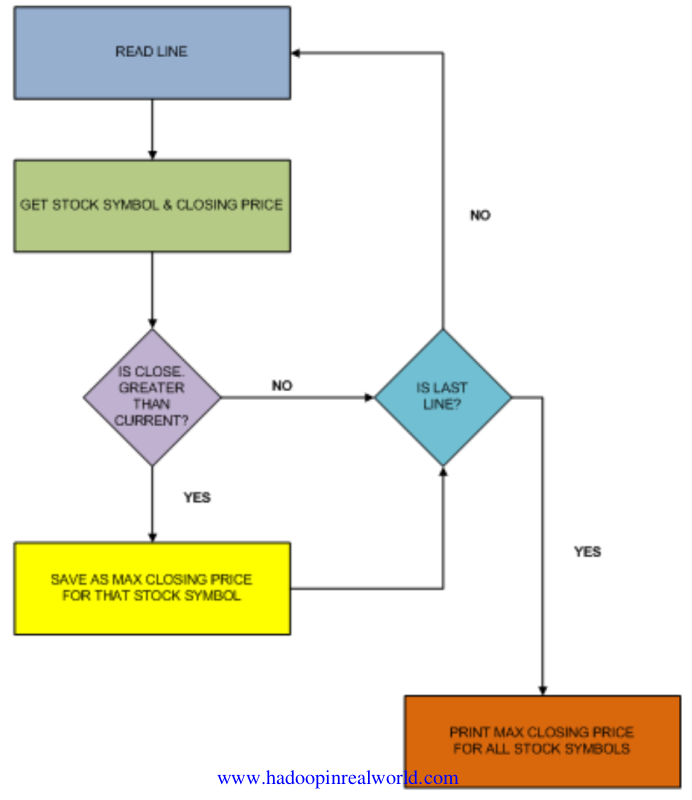 READ LINE
GET STOCK SYMBOL & CLOSING PRICE
NO
IS CLOSE.
GREATER
THAN
CURRENT?
NO
IS LAST
LINE?
YES
YES
SAVE AS MAX CLOSING PRICE
FOR THAT STOCK SYMBOL
PRINT MAX CLOSING PRICE
FOR ALL STOCK SYMBOLS
www.hadoopinrealworld.com